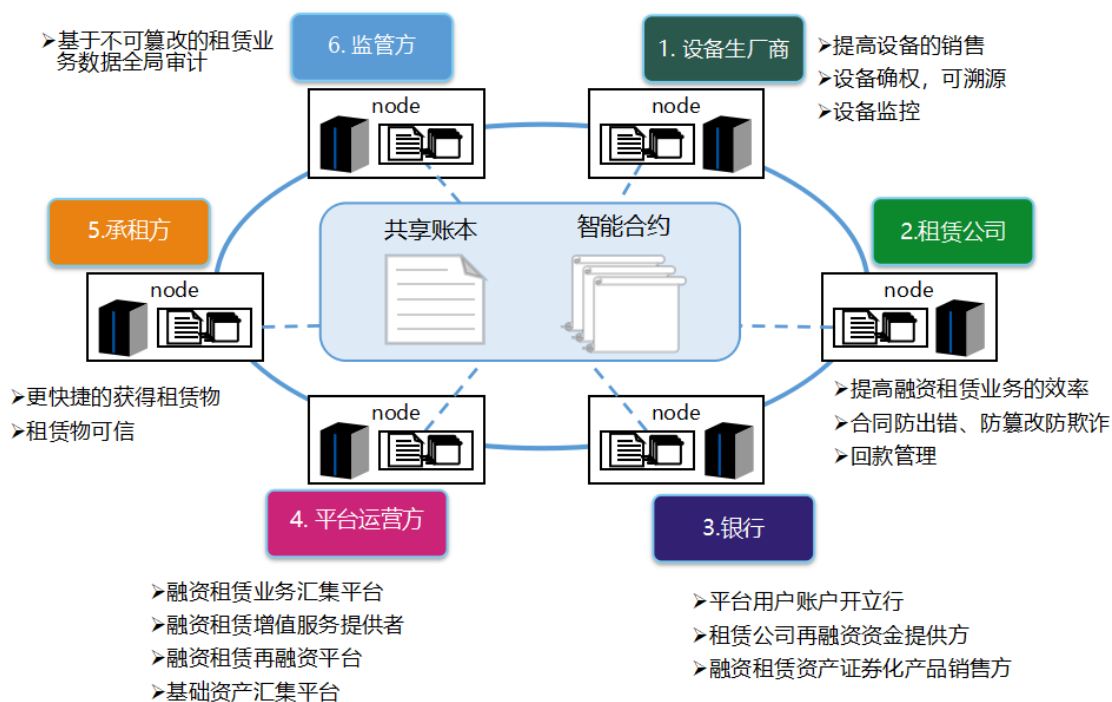 ➢基于不可篡改的租赁业
务数据全局审计
6. 监管方
1. 设备生厂商
➢提高设备的销售
➢设备确权，可溯源
➢设备监控
node
node
5.承租方
共享账本
智能合约
2.租赁公司
node
node
➢更快捷的获得租赁物
➢租赁物可信
node
node
➢提高融资租赁业务的效率
➢合同防出错、防篡改防欺诈
➢回款管理
4. 平台运营方
3.银行
➢融资租赁业务汇集平台
➢融资租赁增值服务提供者
➢融资租赁再融资平台
➢基础资产汇集平台
➢平台用户账户开立行
➢租赁公司再融资资金提供方
➢融资租赁资产证券化产品销售方